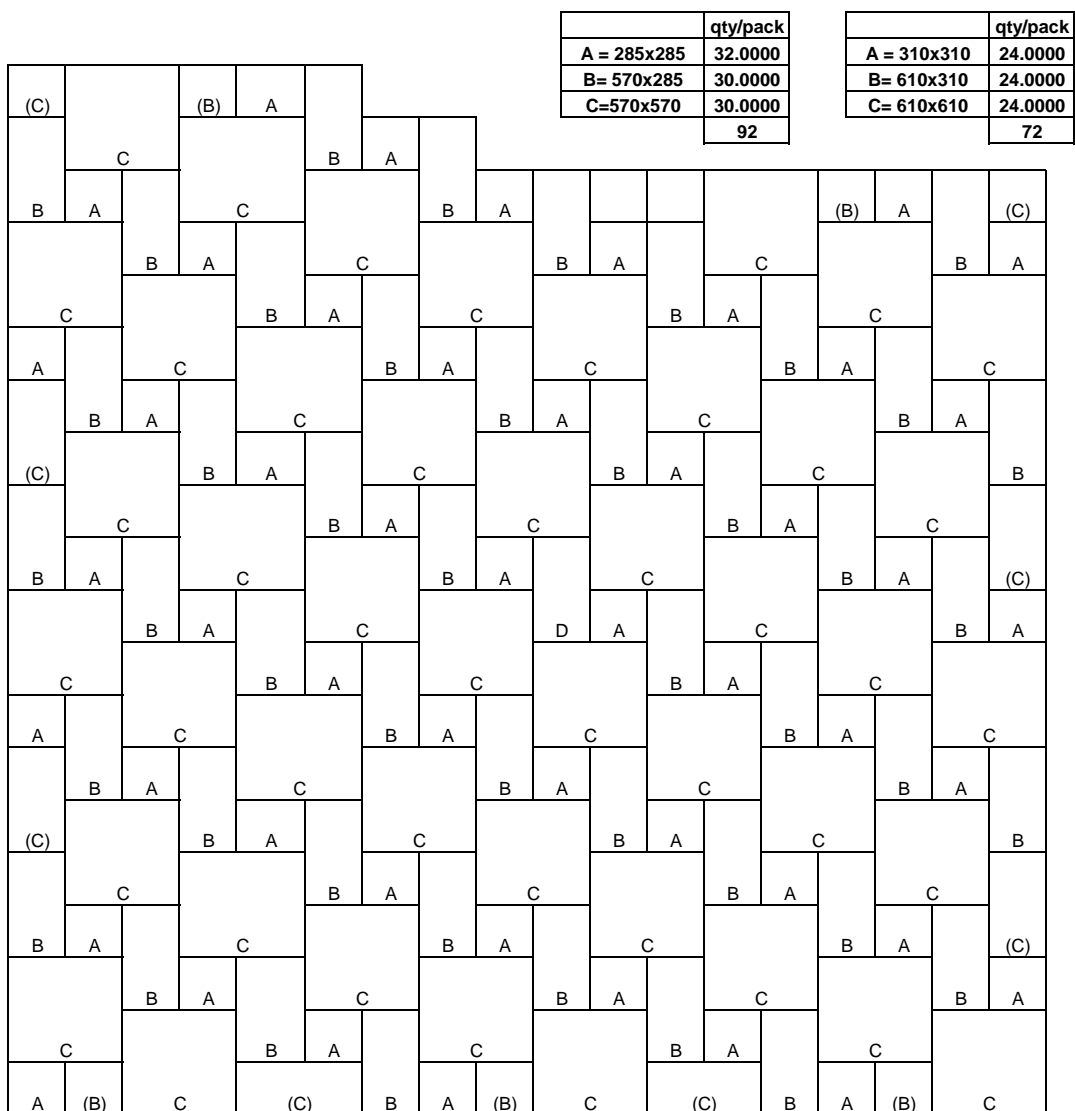 qty/pack qty/pack
A = 285x285 32.0000 A = 310x310 24.0000
B= 570x285 30.0000 B= 610x310 24.0000
(C) (B) A C=570x570 30.0000 C= 610x610 24.0000
92 72
C B A
B A C B A (B) A (C)
B A C B A C B A
C B A C B A C
A C B A C B A C
B A C B A C B A
(C) B A C B A C B
C B A C B A C
B A C B A C B A (C)
B A C D A C B A
C B A C B A C
A C B A C B A C
B A C B A C B A
(C) B A C B A C B
C B A C B A C
B A C B A C B A (C)
B A C B A C B A
C B A C B A C
A (B) C (C) B A (B) C (C) B A (B) C